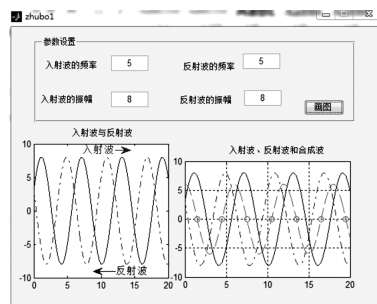 zhubo1
参数设置
入射波的频率 5 反射波的频率 5
入射波的振幅 8 反射波的振幅 8
画图
入射波与反射波
10
5
0
-5
-10
0 5 10 15 20
入射波
反射波
入射波、反射波和合成波
10
5
0
-5
-10
0 5 10 15 20